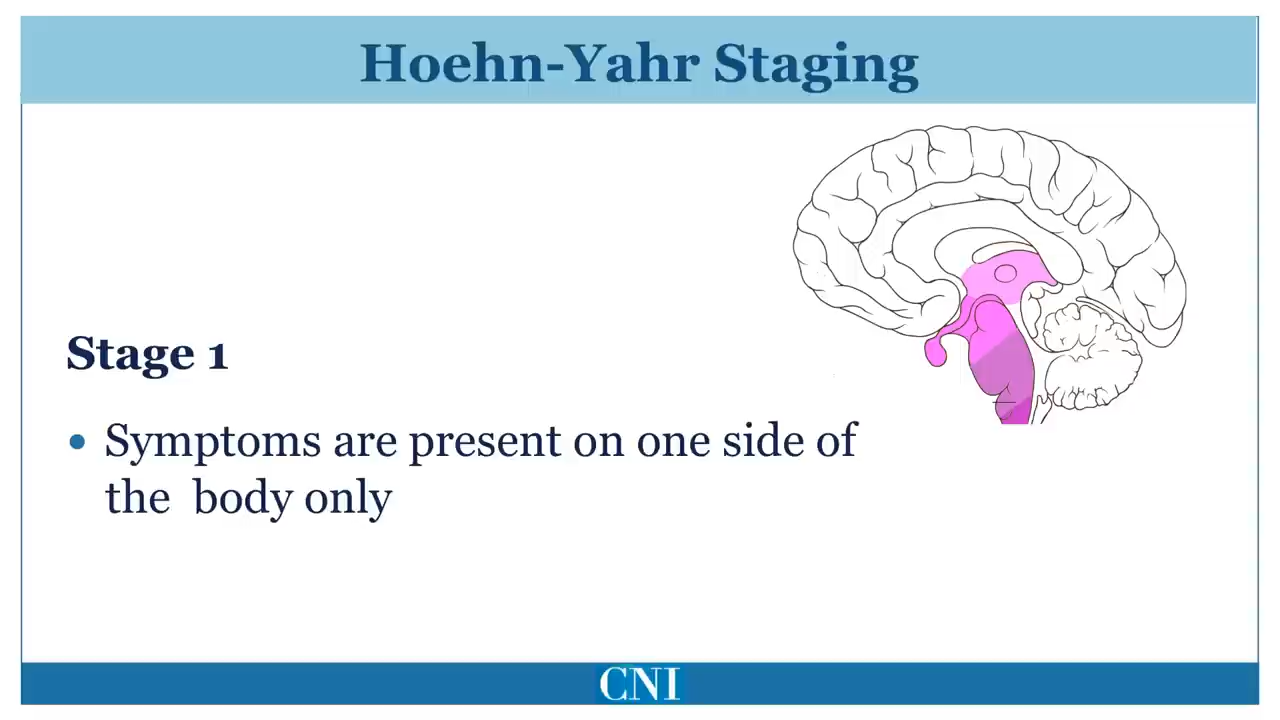 Hoehn-Yahr Staging
Stage 1
• Symptoms are present on one side of
the  body only
CNI